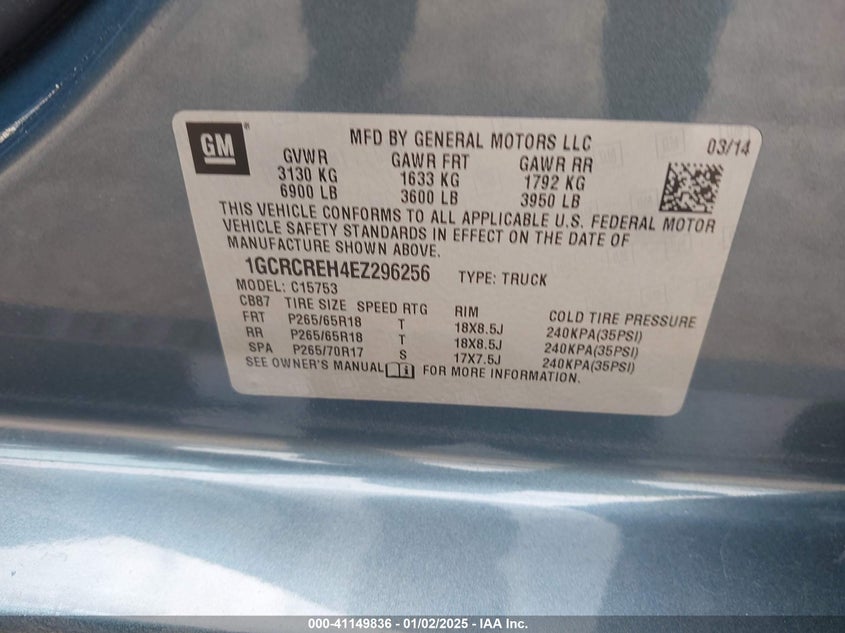 GM
MFD BY GENERAL MOTORS LLC 03/14
GVWR GAWR FRT GAWR RR
3130 KG 1633 KG 1792 KG
6900 LB 3600 LB 3950 LB
THIS VEHICLE CONFORMS TO ALL APPLICABLE U.S. FEDERAL MOTOR
VEHICLE SAFETY STANDARDS IN EFFECT ON THE DATE OF
MANUFACTURE SHOWN ABOVE.
1GCRCREH4EZ296256 TYPE: TRUCK
MODEL: C15753
CB87 TIRE SIZE SPEED RTG RIM COLD TIRE PRESSURE
FRT P265/65R18 T 18X8.5J 240KPA(35PSI)
RR P265/65R18 T 18X8.5J 240KPA(35PSI)
SPA P265/70R17 S 17X7.5J 240KPA(35PSI)
SEE OWNER'S MANUAL FOR MORE INFORMATION.
000-41149836 - 01/02/2025 - IAA Inc.